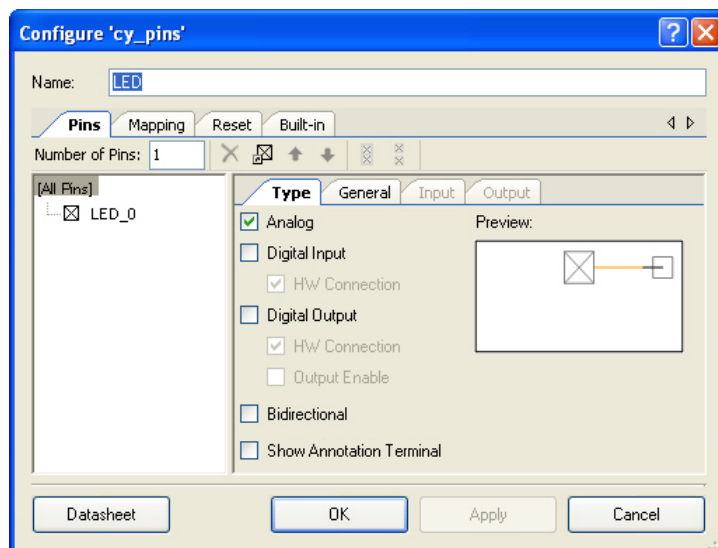 Configure 'cy_pins'
Name: LED
Pins Mapping Reset Built-in
Number of Pins: 1
[All Pins]
LED_0
Type General Input Output
Analog
Preview:
Digital Input
HW Connection
Digital Output
HW Connection
Output Enable
Bidirectional
Show Annotation Terminal
Datasheet OK Apply Cancel